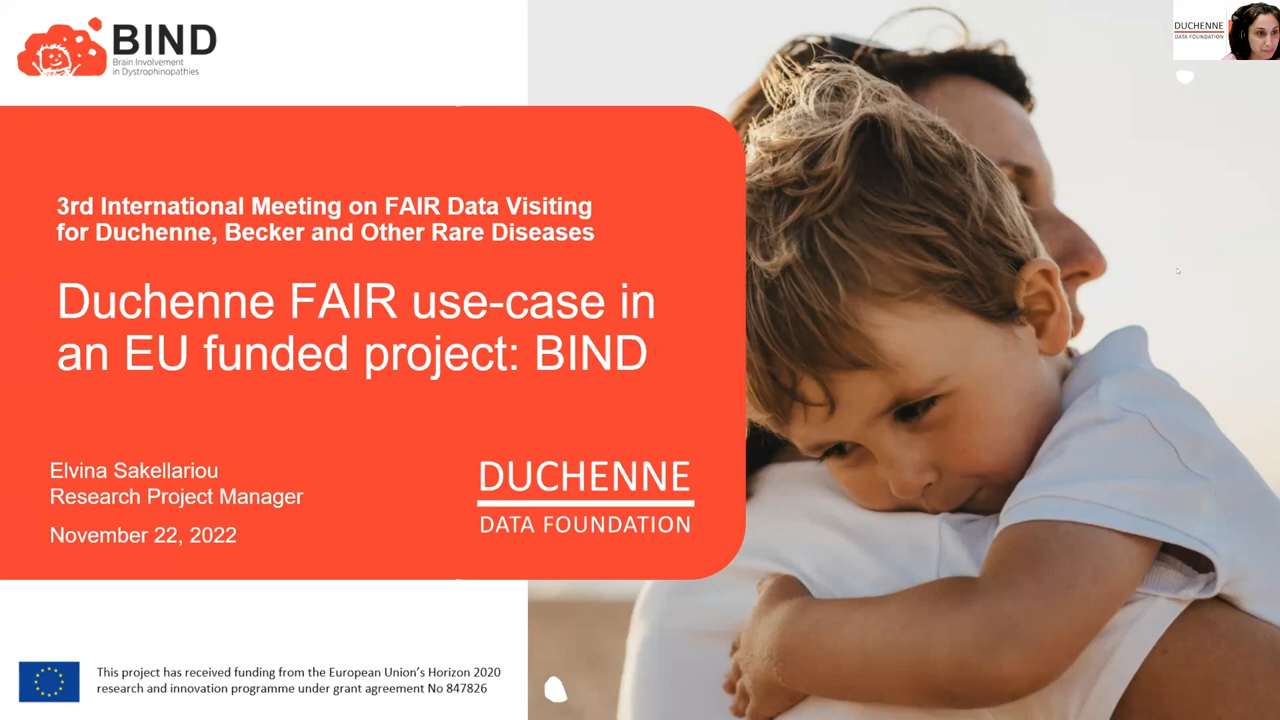 BIND
Brain Involvement
in Dystrophinopathies
DUCHENNE
DATA FOUNDATION
3rd International Meeting on FAIR Data Visiting
for Duchenne, Becker and Other Rare Diseases
Duchenne FAIR use-case in
an EU funded project: BIND
Elvina Sakellariou
Research Project Manager
November 22, 2022
DUCHENNE
DATA FOUNDATION
This project has received funding from the European Union's Horizon 2020
research and innovation programme under grant agreement No 847826